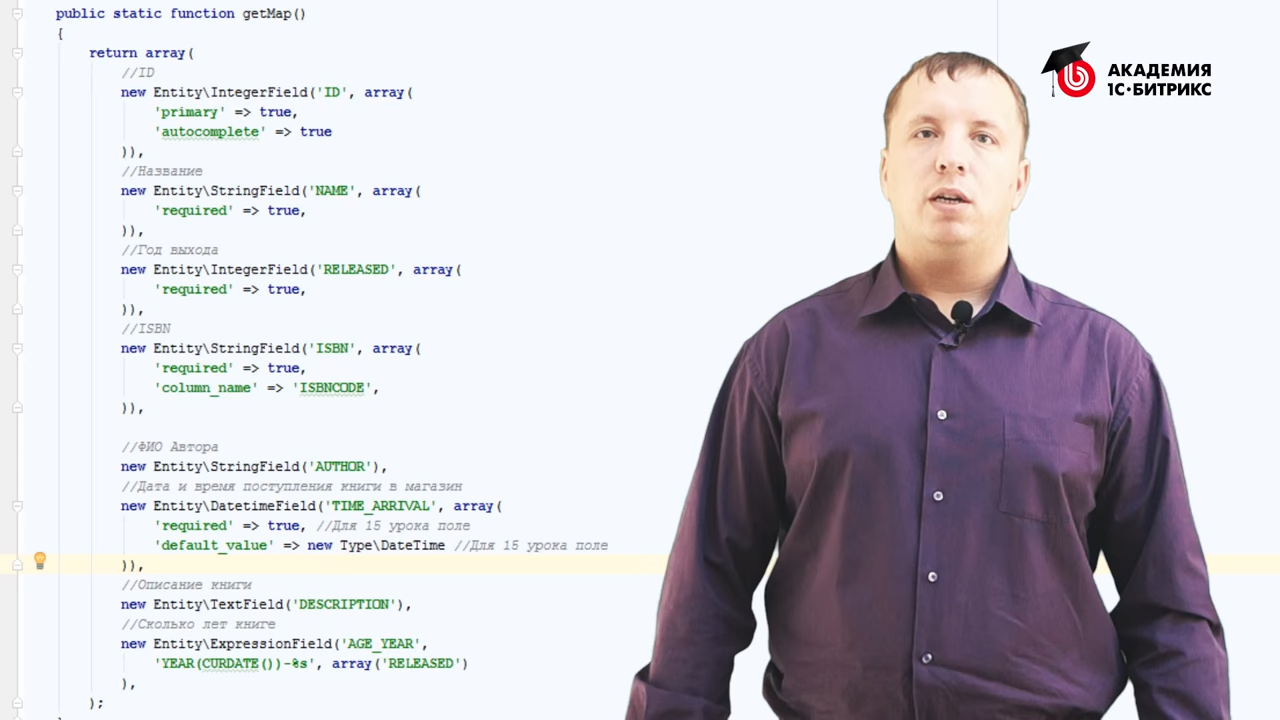 public static function getMap()
{
return array(
//ID
new Entity\IntegerField('ID', array(
'primary' => true,
'autocomplete' => true
)),
//Название
new Entity\StringField('NAME', array(
'required' => true,
)),
//Год выхода
new Entity\IntegerField('RELEASED', array(
'required' => true,
)),
//ISBN
new Entity\StringField('ISBN', array(
'required' => true,
'column_name' => 'ISBNCODE',
)),
//ФИО Автора
new Entity\StringField('AUTHOR'),
//Дата и время поступления книги в магазин
new Entity\DatetimeField('TIME_ARRIVAL', array(
'required' => true, //Для 15 урока поле
'default_value' => new Type\DateTime //Для 15 урока поле
)),
//Описание книги
new Entity\TextField('DESCRIPTION'),
//Сколько лет книге
new Entity\ExpressionField('AGE_YEAR',
'YEAR(CURDATE())-%s', array('RELEASED')
),
);
АКАДЕМИЯ
1С·БИТРИКС